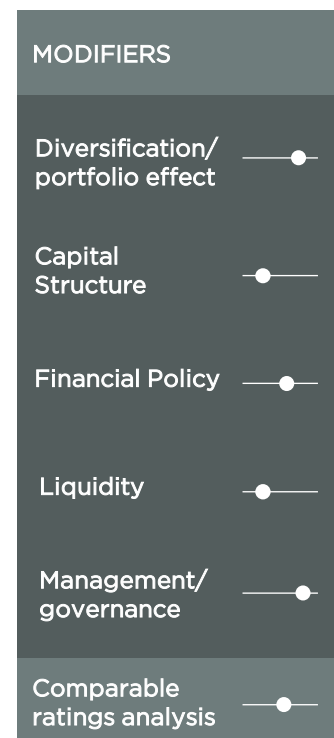 MODIFIERS
Diversification/
portfolio effect
Capital
Structure
Financial Policy
Liquidity
Management/
governance
Comparable
ratings analysis